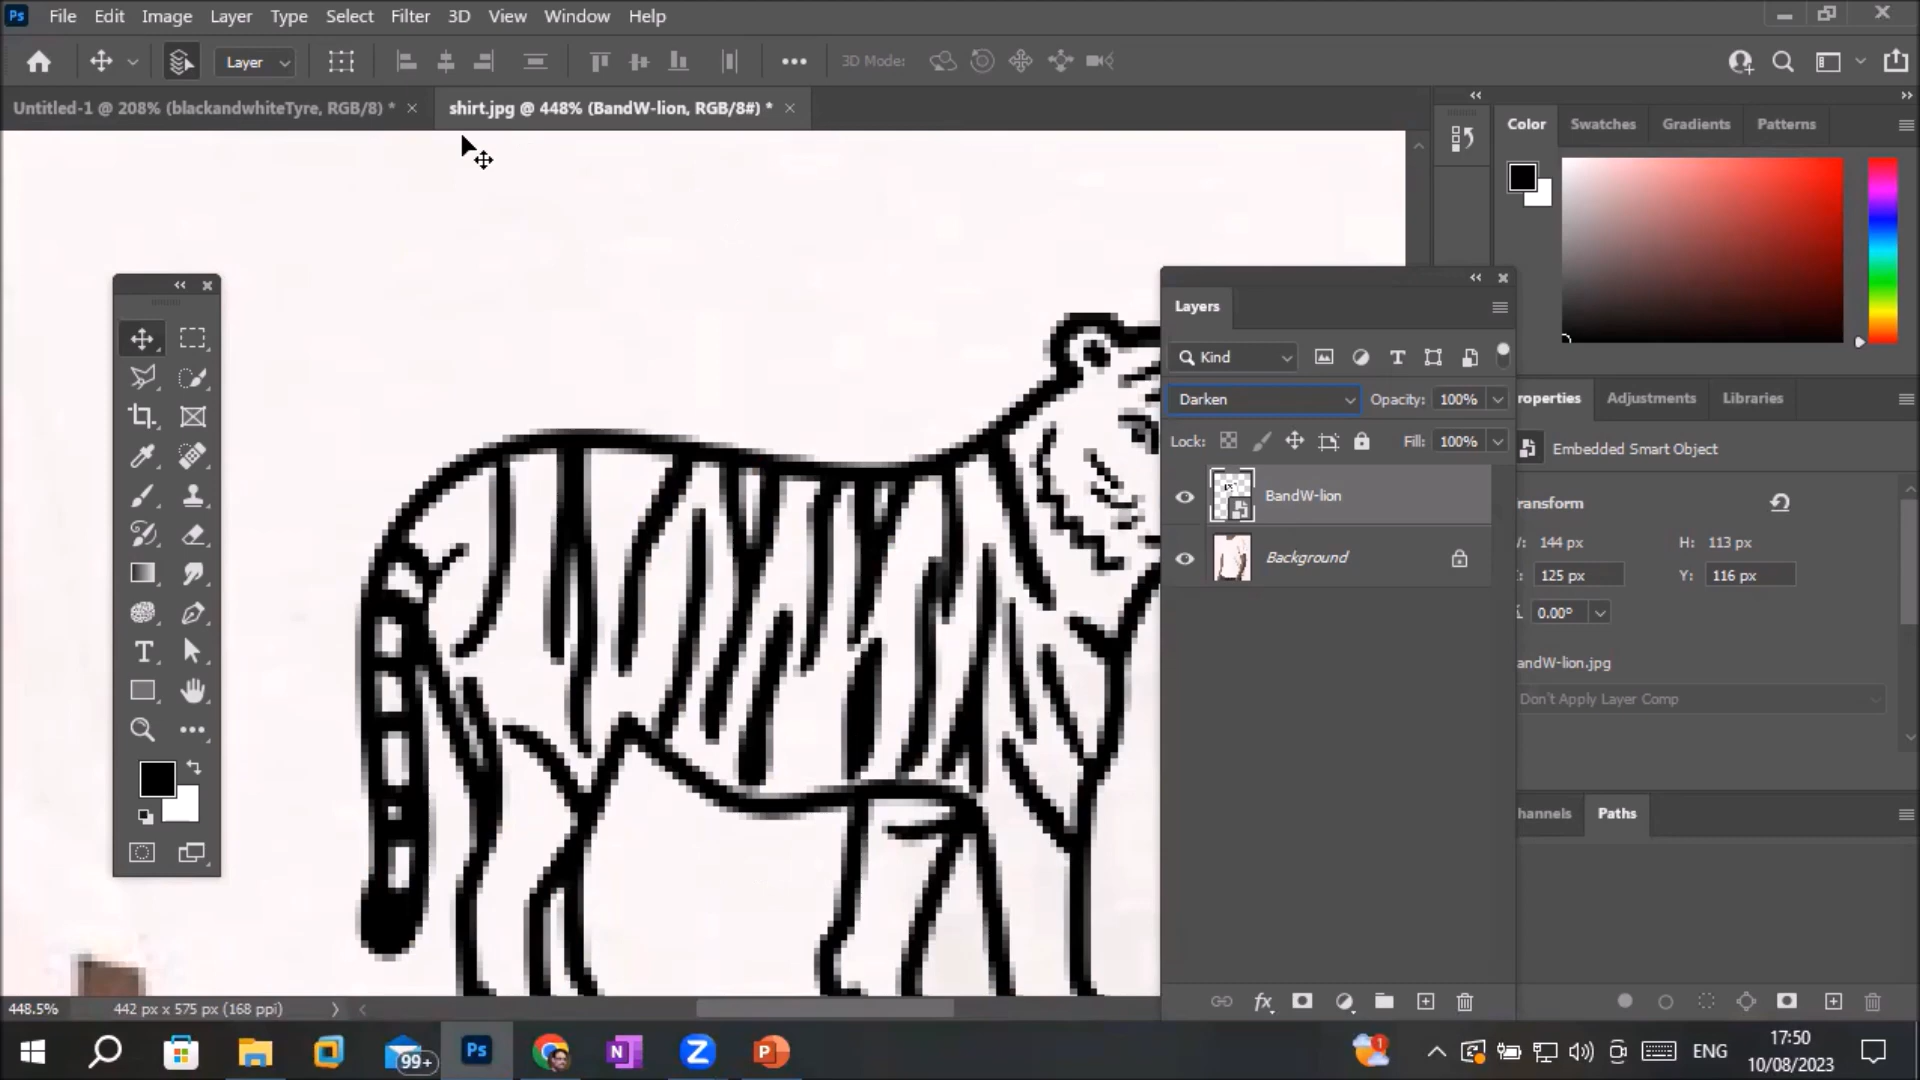 Ps File Edit Image Layer Type Select Filter 3D View Window Help
Layer 3D Mode:
Untitled-1 @ 208% (blackandwhiteTyre, RGB/8) * ×
shirt.jpg @ 448% (BandW-lion, RGB/8#) * ×
Color Swatches Gradients Patterns
Layers
Kind
Darken Opacity: 100%
Lock: Fill: 100%
BandW-lion
Background
roperties Adjustments Libraries
Embedded Smart Object
ransform
144 px H: 113 px
125 px Y: 116 px
0.00°
andW-lion.jpg
Don't Apply Layer Comp
hannels Paths
fx
448.5% 442 px x 575 px (168 ppi)
99+
Ps
N
Z
P
1
ENG
17:50
10/08/2023